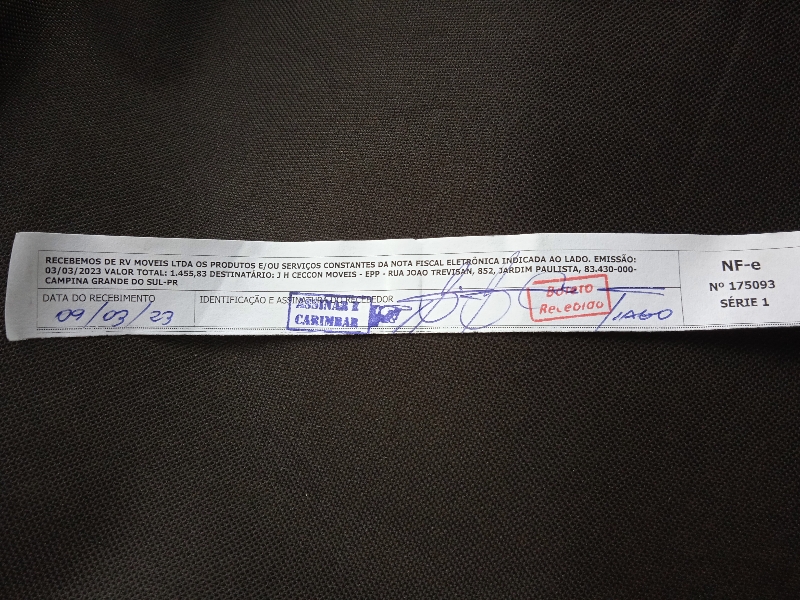 RECEBEMOS DE RV MOVEIS LTDA OS PRODUTOS E/OU SERVIÇOS CONSTANTES DA NOTA FISCAL ELETRÔNICA INDICADA AO LADO. EMISSÃO:
03/03/2023 VALOR TOTAL: 1.455,83 DESTINATÁRIO: J H CECCON MOVEIS - EPP - RUA JOAO TREVISAN, 852, JARDIM PAULISTA, 83.430-000-
CAMPINA GRANDE DO SUL-PR
NF-e
Nº 175093
SÉRIE 1
DATA DO RECEBIMENTO
09/03/23
IDENTIFICAÇÃO E ASSINATURA DO RECEBEDOR
ASSINAR E
CARIMBAR
BOLETO
RECEBIDO
IAGO